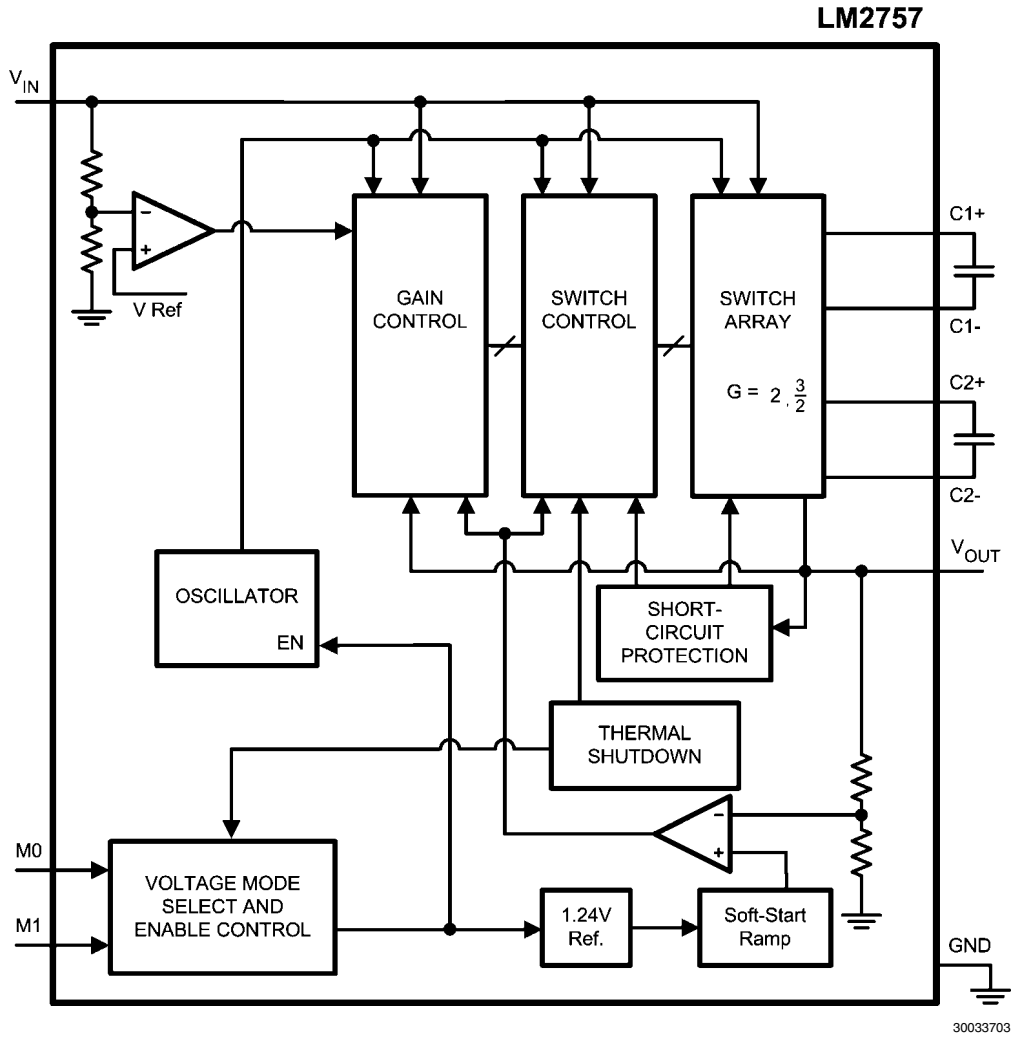 LM2757
VIN
C1+
−
+
V Ref
GAIN
CONTROL
SWITCH
CONTROL
SWITCH
ARRAY
G = 2 , 3/2
C1-
C2+
C2-
VOUT
OSCILLATOR
EN
SHORT-
CIRCUIT
PROTECTION
THERMAL
SHUTDOWN
−
+
M0
M1
VOLTAGE MODE
SELECT AND
ENABLE CONTROL
1.24V
Ref.
Soft-Start
Ramp
GND
30033703